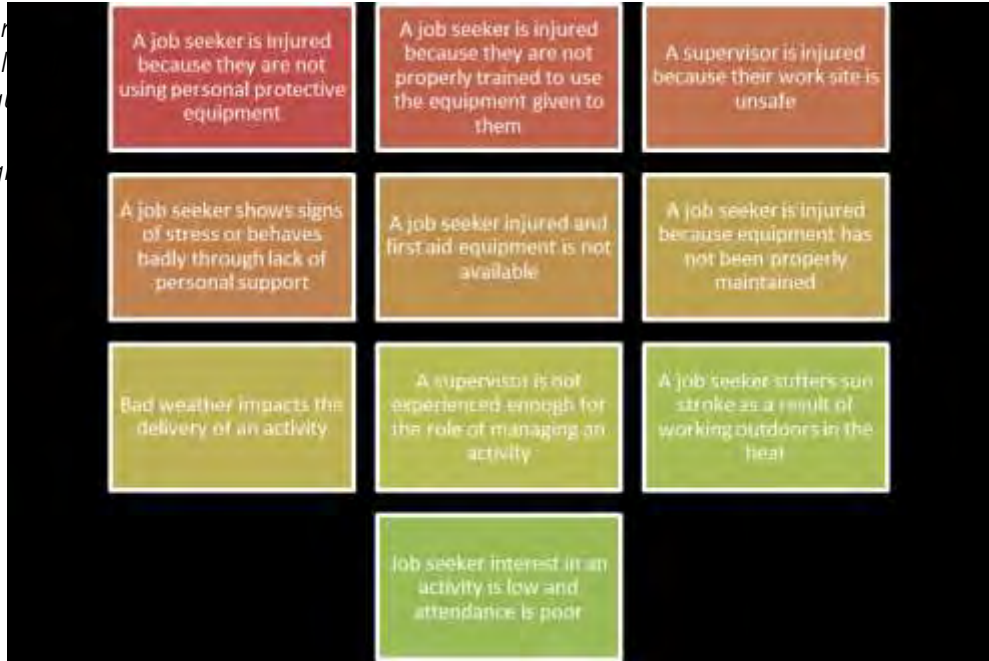 A job seeker is injured
because they are not
using personal protective
equipment
A job seeker is injured
because they are not
properly trained to use
the equipment given to
them
A supervisor is injured
because their work site is
unsafe
A job seeker shows signs
of stress or behaves
badly through lack of
personal support
A job seeker injured and
first aid equipment is not
available
A job seeker is injured
because equipment has
not been properly
maintained
Bad weather impacts the
delivery of an activity
A supervisor is not
experienced enough for
the role of managing an
activity
A job seeker suffers sun
stroke as a result of
working outdoors in the
heat
Job seeker interest in an
activity is low and
attendance is poor